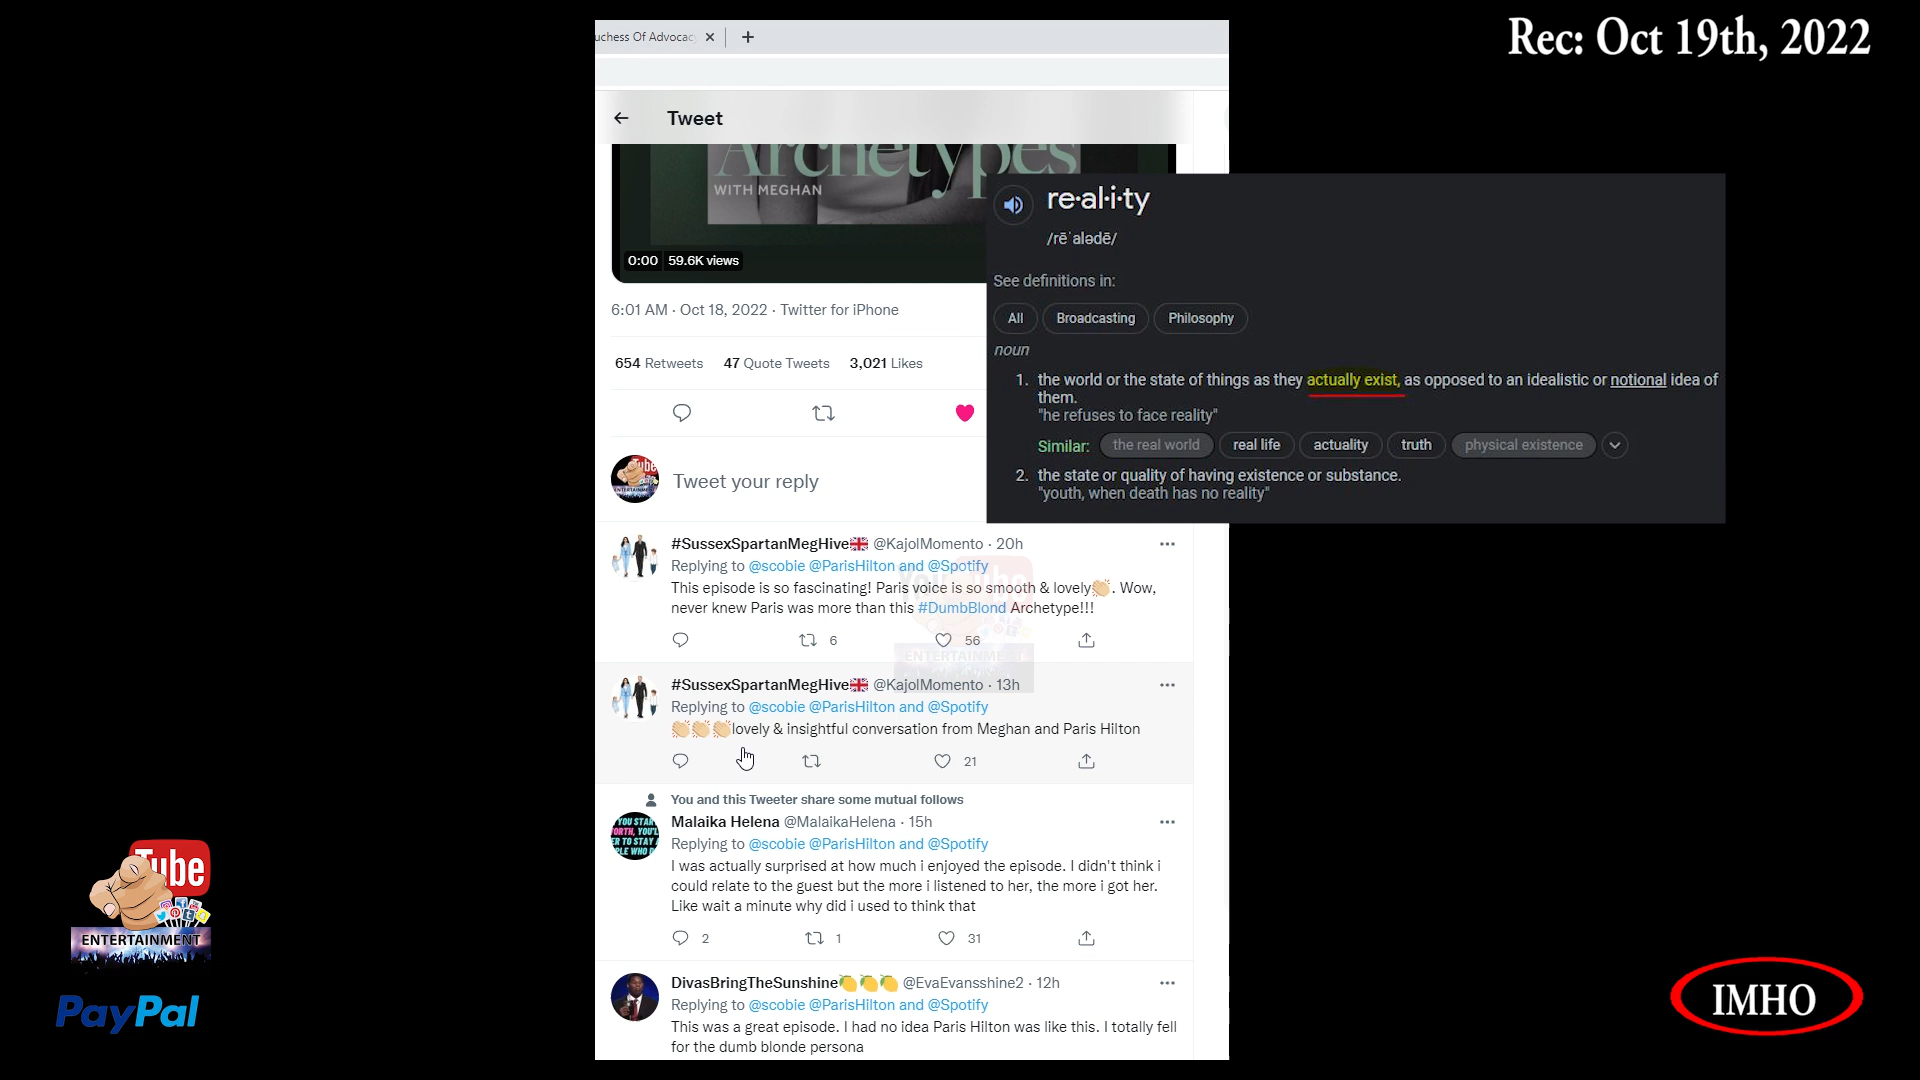 Rec: Oct 19th, 2022
uchess Of Advocac
Tweet
Archetypes
WITH MEGHAN
0:00 59.6K views
6:01 AM · Oct 18, 2022 · Twitter for iPhone
654 Retweets 47 Quote Tweets 3,021 Likes
Tweet your reply
re·al·i·ty
/rēˈalədē/
See definitions in:
All Broadcasting Philosophy
noun
1. the world or the state of things as they actually exist, as opposed to an idealistic or notional idea of
them.
"he refuses to face reality"
Similar: the real world real life actuality truth physical existence
2. the state or quality of having existence or substance.
"youth, when death has no reality"
#SussexSpartanMegHive🇬🇧 @KajolMomento · 20h
Replying to @scobie @ParisHilton and @Spotify
This episode is so fascinating! Paris voice is so smooth & lovely👏🏼. Wow,
never knew Paris was more than this #DumbBlond Archetype!!!
6 56
#SussexSpartanMegHive🇬🇧 @KajolMomento · 13h
Replying to @scobie @ParisHilton and @Spotify
👏🏼👏🏼👏🏼lovely & insightful conversation from Meghan and Paris Hilton
21
You and this Tweeter share some mutual follows
Malaika Helena @MalaikaHelena · 15h
Replying to @scobie @ParisHilton and @Spotify
I was actually surprised at how much i enjoyed the episode. I didn't think i
could relate to the guest but the more i listened to her, the more i got her.
Like wait a minute why did i used to think that
2 1 31
DivasBringTheSunshine🍋🍋🍋 @EvaEvansshine2 · 12h
Replying to @scobie @ParisHilton and @Spotify
This was a great episode. I had no idea Paris Hilton was like this. I totally fell
for the dumb blonde persona
Tube
ENTERTAINMENT
PayPal
IMHO